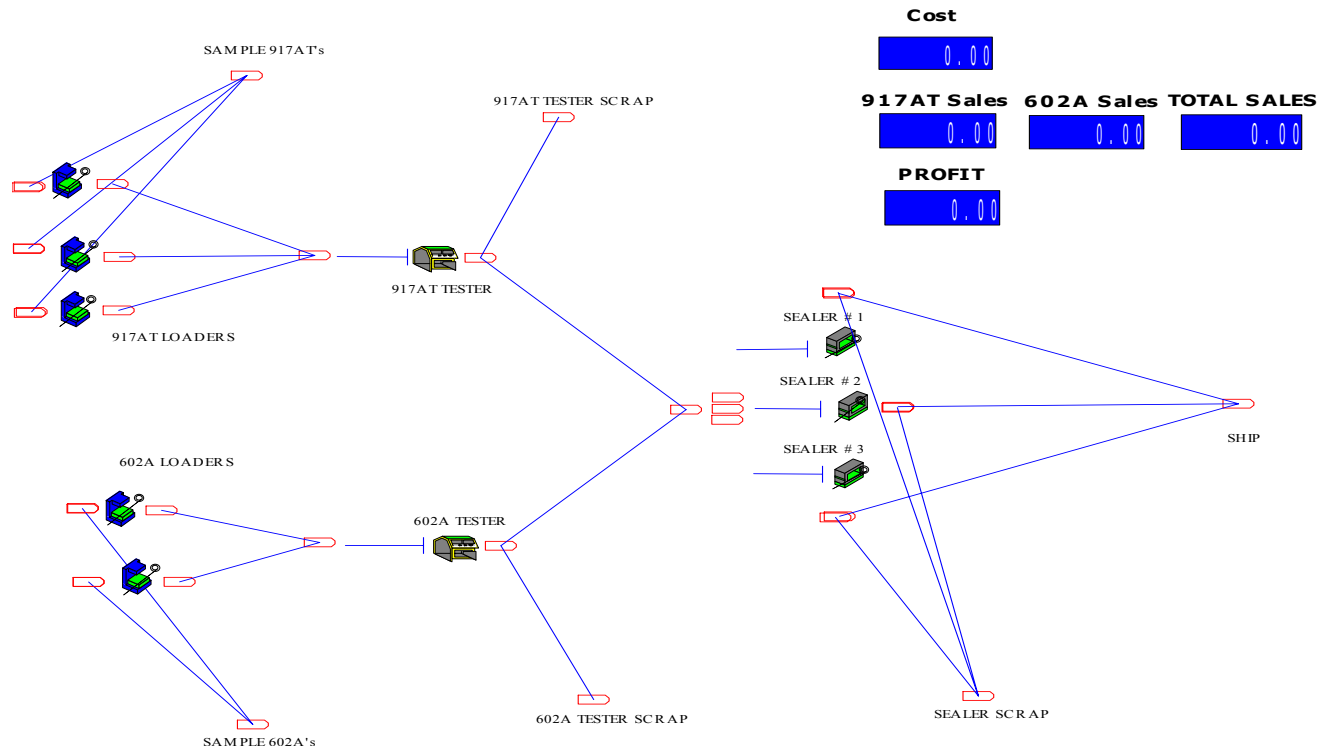 Cost
0.00
SAMPLE 917AT's
917AT TESTER SCRAP
917AT Sales
602A Sales
TOTAL SALES
0.00
0.00
0.00
PROFIT
0.00
917AT TESTER
917AT LOADERS
SEALER # 1
SEALER # 2
SEALER # 3
SHIP
602A LOADERS
602A TESTER
602A TESTER SCRAP
SEALER SCRAP
SAMPLE 602A's